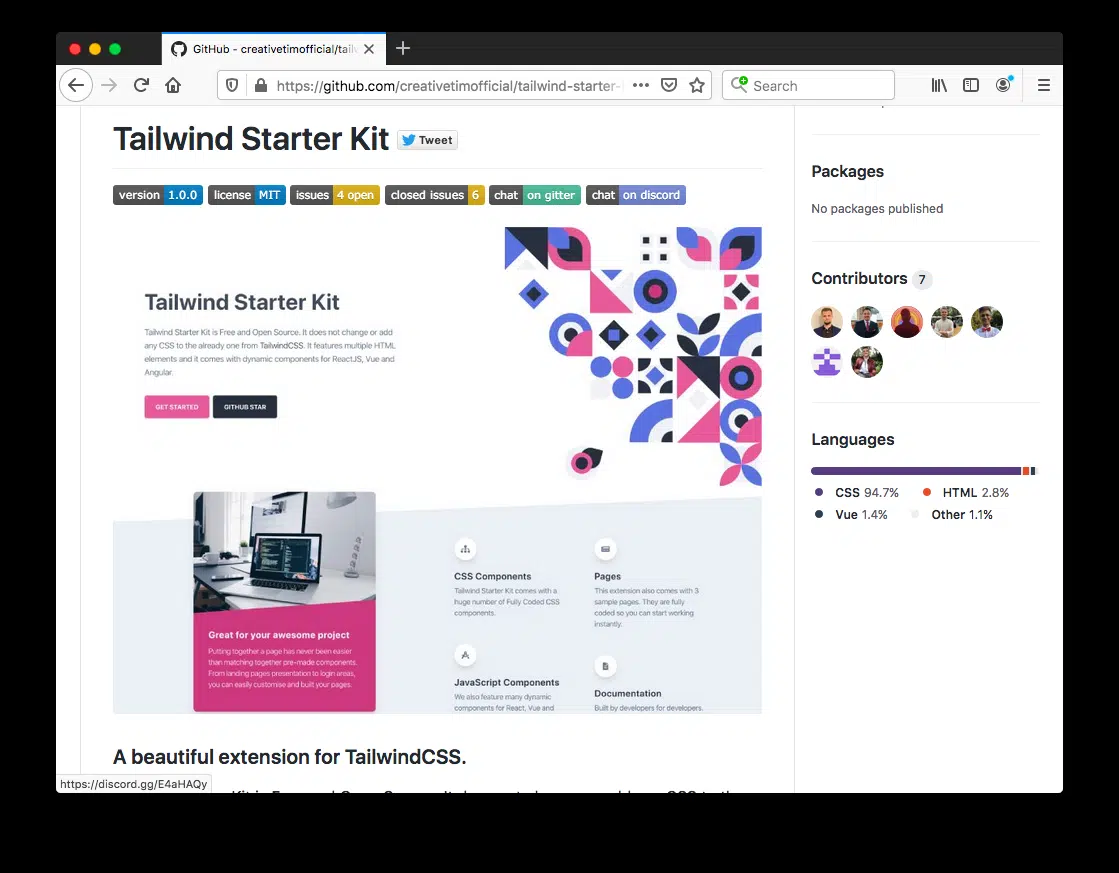 GitHub - creativetimofficial/tail
https://github.com/creativetimofficial/tailwind-starter-
Search
Tailwind Starter Kit
Tweet
version 1.0.0 license MIT issues 4 open closed issues 6 chat on gitter chat on discord
Tailwind Starter Kit
Tailwind Starter Kit is Free and Open Source. It does not change or add
any CSS to the already one from TailwindCSS. It features multiple HTML
elements and it comes with dynamic components for ReactJS, Vue and
Angular.
GET STARTED
GITHUB STAR
Great for your awesome project
Putting together a page has never been easier
than matching together pre-made components.
From landing pages presentation to login areas,
you can easily customise and built your pages.
CSS Components
Tailwind Starter Kit comes with a
huge number of Fully Coded CSS
components.
Pages
This extension also comes with 3
sample pages. They are fully
coded so you can start working
instantly.
JavaScript Components
We also feature many dynamic
components for React, Vue and
Documentation
Built by developers for developers.
A beautiful extension for TailwindCSS.
https://discord.gg/E4aHAQy
Packages
No packages published
Contributors 7
Languages
CSS 94.7%
HTML 2.8%
Vue 1.4%
Other 1.1%